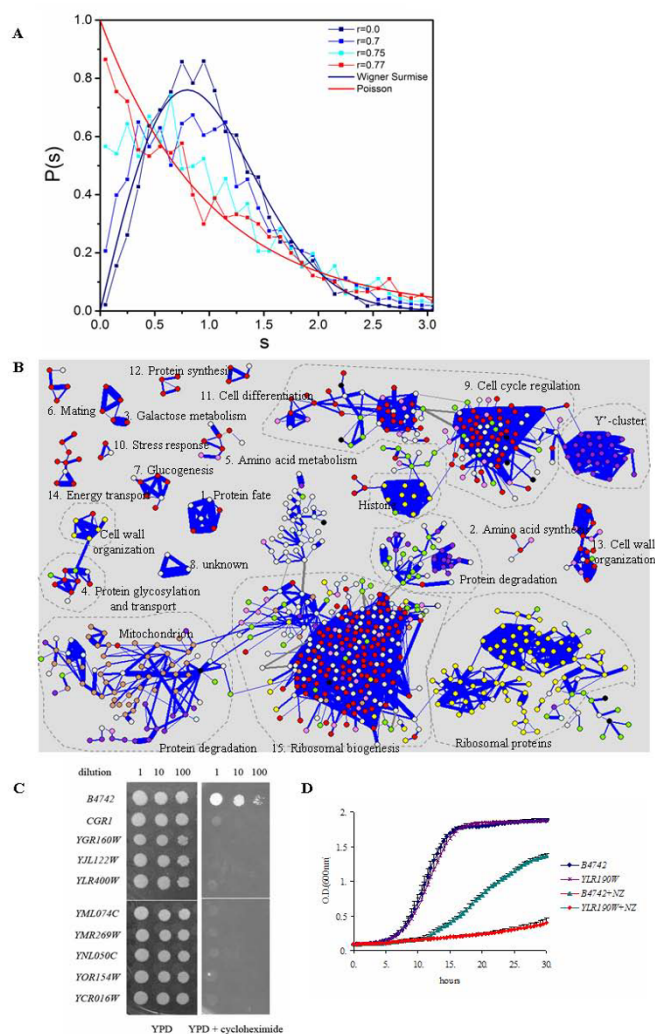 A
1.0
0.8
0.6
0.4
0.2
0.0
P(s)
0.0
0.5
1.0
1.5
2.0
2.5
3.0
s
r=0.0
r=0.7
r=0.75
r=0.77
Wigner Surmise
Poisson
B
12. Protein synthesis
6. Mating
3. Galactose metabolism
11. Cell differentiation
9. Cell cycle regulation
Y'-cluster
10. Stress response
5. Amino acid metabolism
14. Energy transport
7. Glucogenesis
1. Protein fate
Histon
2. Amino acid synthesis
13. Cell wall
organization
Cell wall
organization
8. unknown
4. Protein glycosylation
and transport
Protein degradation
Mitochondrion
Protein degradation
15. Ribosomal biogenesis
Ribosomal proteins
C
dilution
1 10 100
1 10 100
B4742
CGR1
YGR160W
YJL122W
YLR400W
YML074C
YMR269W
YNL050C
YOR154W
YCR016W
YPD
YPD + cycloheximide
D
O.D.(600nm)
2
1.5
1
0.5
0
0.
5.
10.
15.
20.
25.
30.
hours
B4742
YLR190W
B4742+NZ
YLR190W+NZ